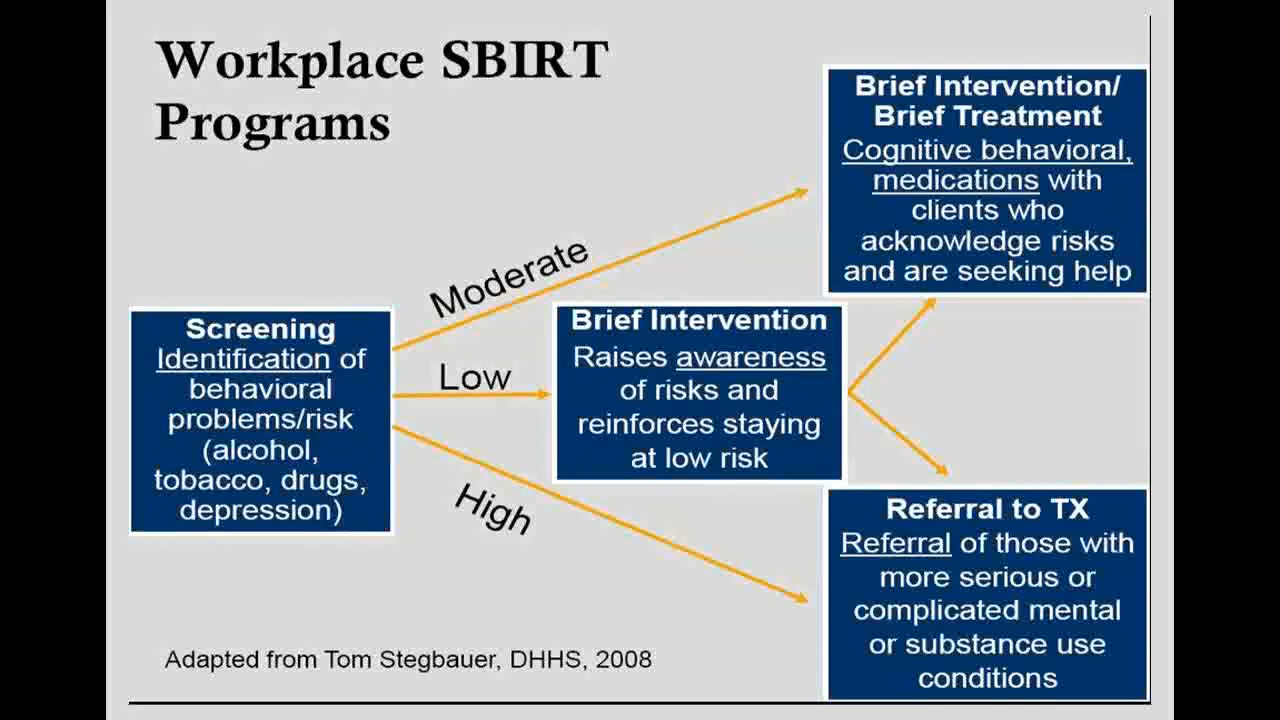 Workplace SBIRT
Programs
Brief Intervention/
Brief Treatment
Cognitive behavioral,
medications with
clients who
acknowledge risks
and are seeking help
Moderate
Screening
Identification of
behavioral
problems/risk
(alcohol,
tobacco, drugs,
depression)
Low
Brief Intervention
Raises awareness
of risks and
reinforces staying
at low risk
High
Referral to TX
Referral of those with
more serious or
complicated mental
or substance use
conditions
Adapted from Tom Stegbauer, DHHS, 2008